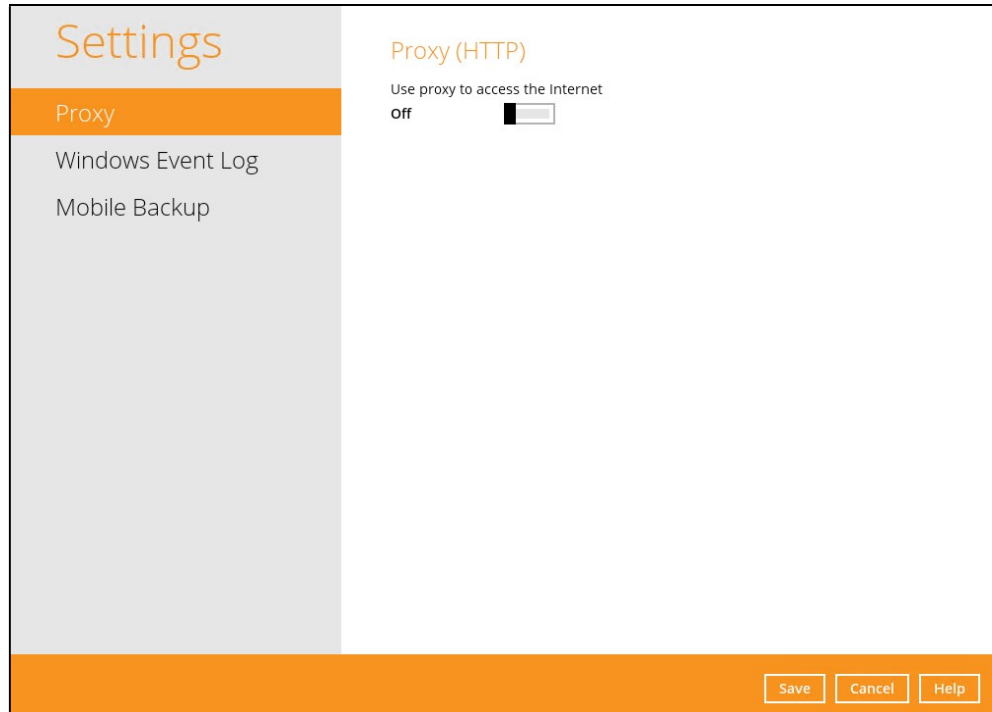 Settings
Proxy
Windows Event Log
Mobile Backup
Proxy (HTTP)
Use proxy to access the Internet
Off
Save
Cancel
Help